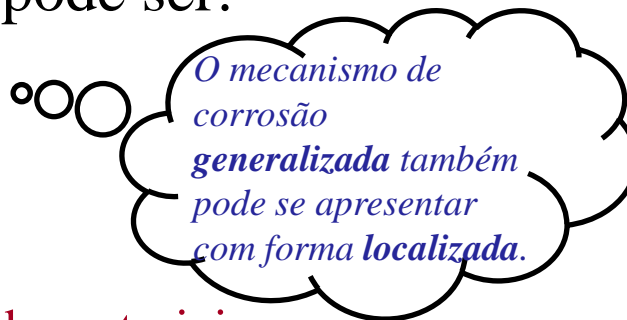 pode ser:
O mecanismo de
corrosão
generalizada também
pode se apresentar
com forma localizada.